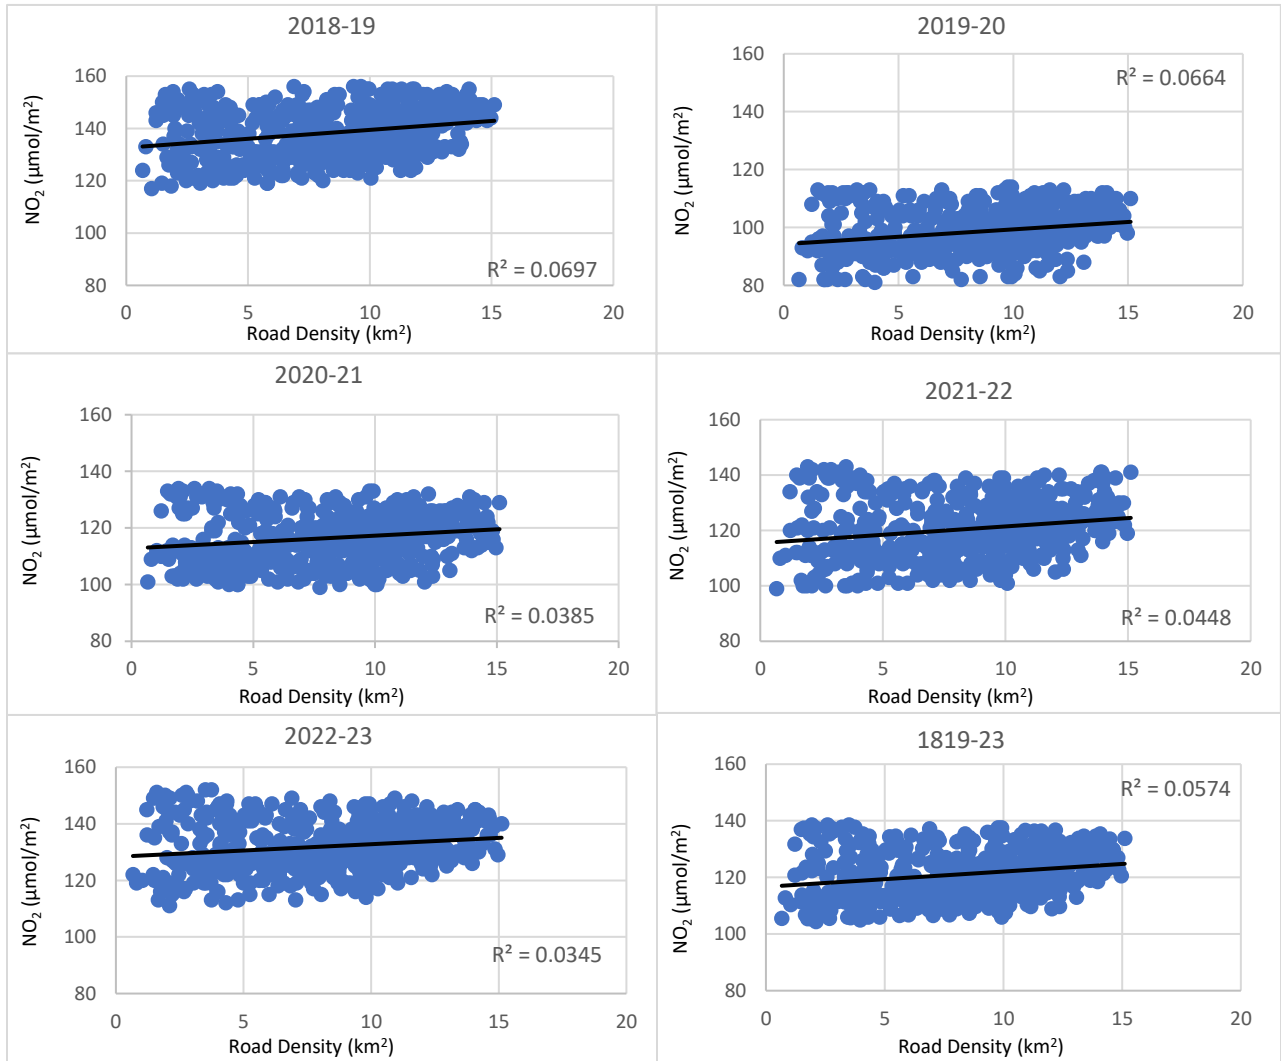 2018-19
160
140
120
100
80
0 5 10 15 20
NO₂ (µmol/m²)
Road Density (km²)
R² = 0.0697
2019-20
160
140
120
100
80
0 5 10 15 20
NO₂ (µmol/m²)
Road Density (km²)
R² = 0.0664
2020-21
160
140
120
100
80
0 5 10 15 20
NO₂ (µmol/m²)
Road Density (km²)
R² = 0.0385
2021-22
160
140
120
100
80
0 5 10 15 20
NO₂ (µmol/m²)
Road Density (km²)
R² = 0.0448
2022-23
160
140
120
100
80
0 5 10 15 20
NO₂ (µmol/m²)
Road Density (km²)
R² = 0.0345
1819-23
160
140
120
100
80
0 5 10 15 20
NO₂ (µmol/m²)
Road Density (km²)
R² = 0.0574